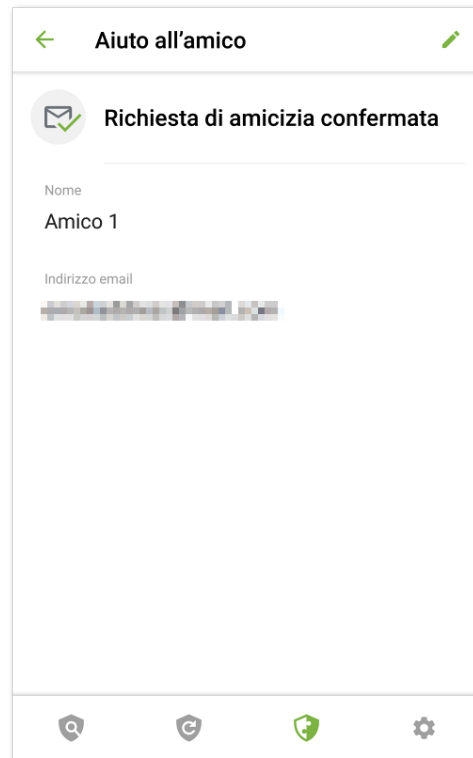 Aiuto all’amico
Richiesta di amicizia confermata
Nome
Amico 1
Indirizzo email